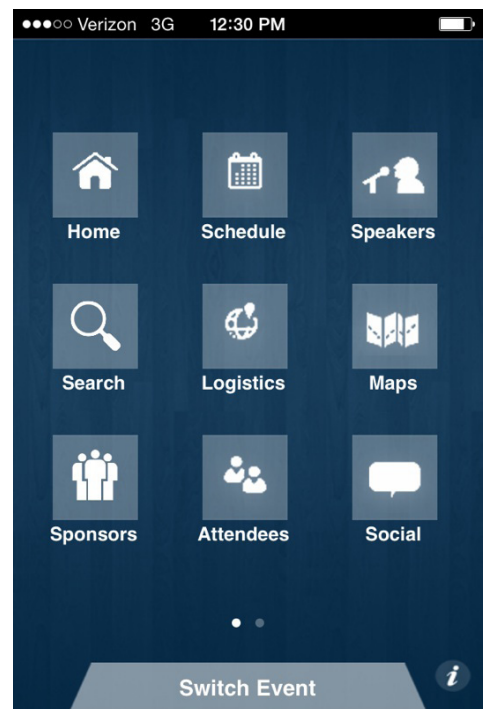 Verizon 3G 12:30 PM
Home Schedule Speakers
Search Logistics Maps
Sponsors Attendees Social
Switch Event i